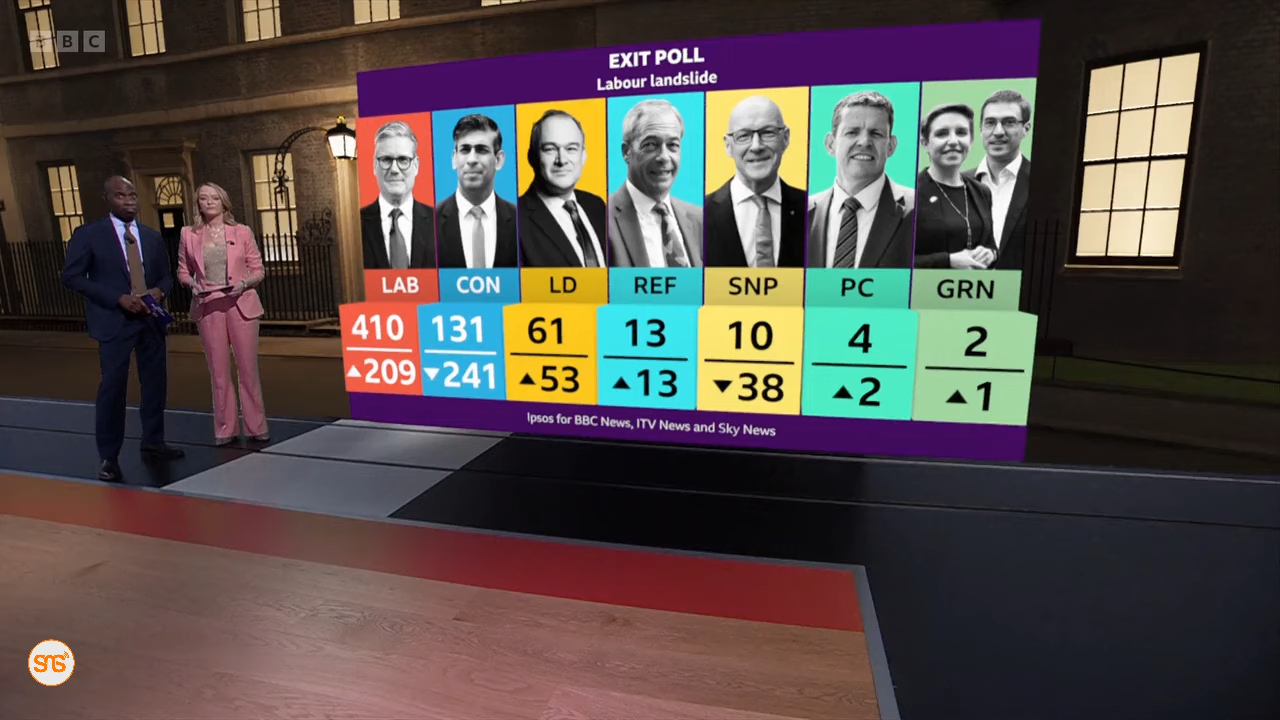 BBC
EXIT POLL
Labour landslide
LAB CON LD REF SNP PC GRN
410 131 61 13 10 4 2
▲209 ▼241 ▲53 ▲13 ▼38 ▲2 ▲1
Ipsos for BBC News, ITV News and Sky News
SNS